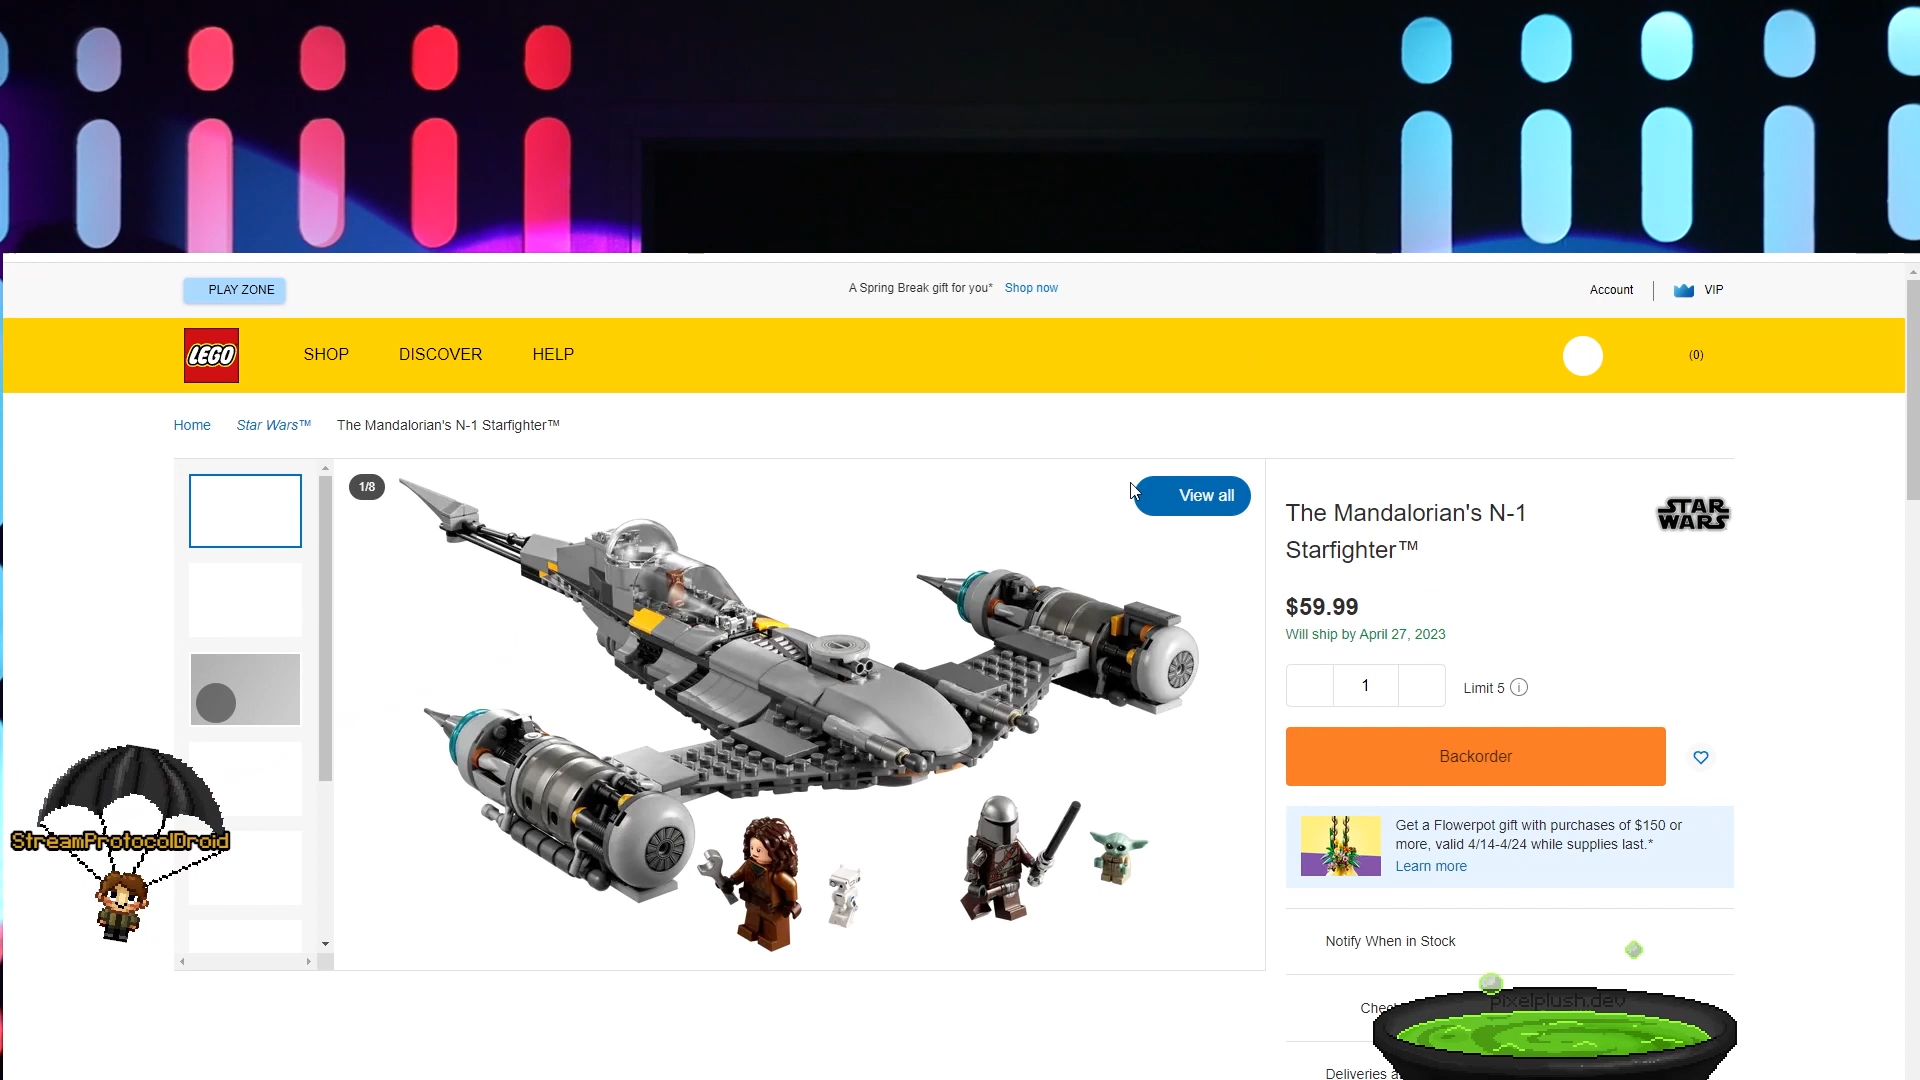 PLAY ZONE
A Spring Break gift for you* Shop now
Account
VIP
LEGO
SHOP
DISCOVER
HELP
(0)
Home
Star Wars™
The Mandalorian's N-1 Starfighter™
1/8
View all
The Mandalorian's N-1
Starfighter™
STAR
WARS
$59.99
Will ship by April 27, 2023
1
Limit 5
Backorder
Get a Flowerpot gift with purchases of $150 or
more, valid 4/14-4/24 while supplies last.*
Learn more
StreamProtocolDroid
Notify When in Stock
pixelplush.dev
Deliveries